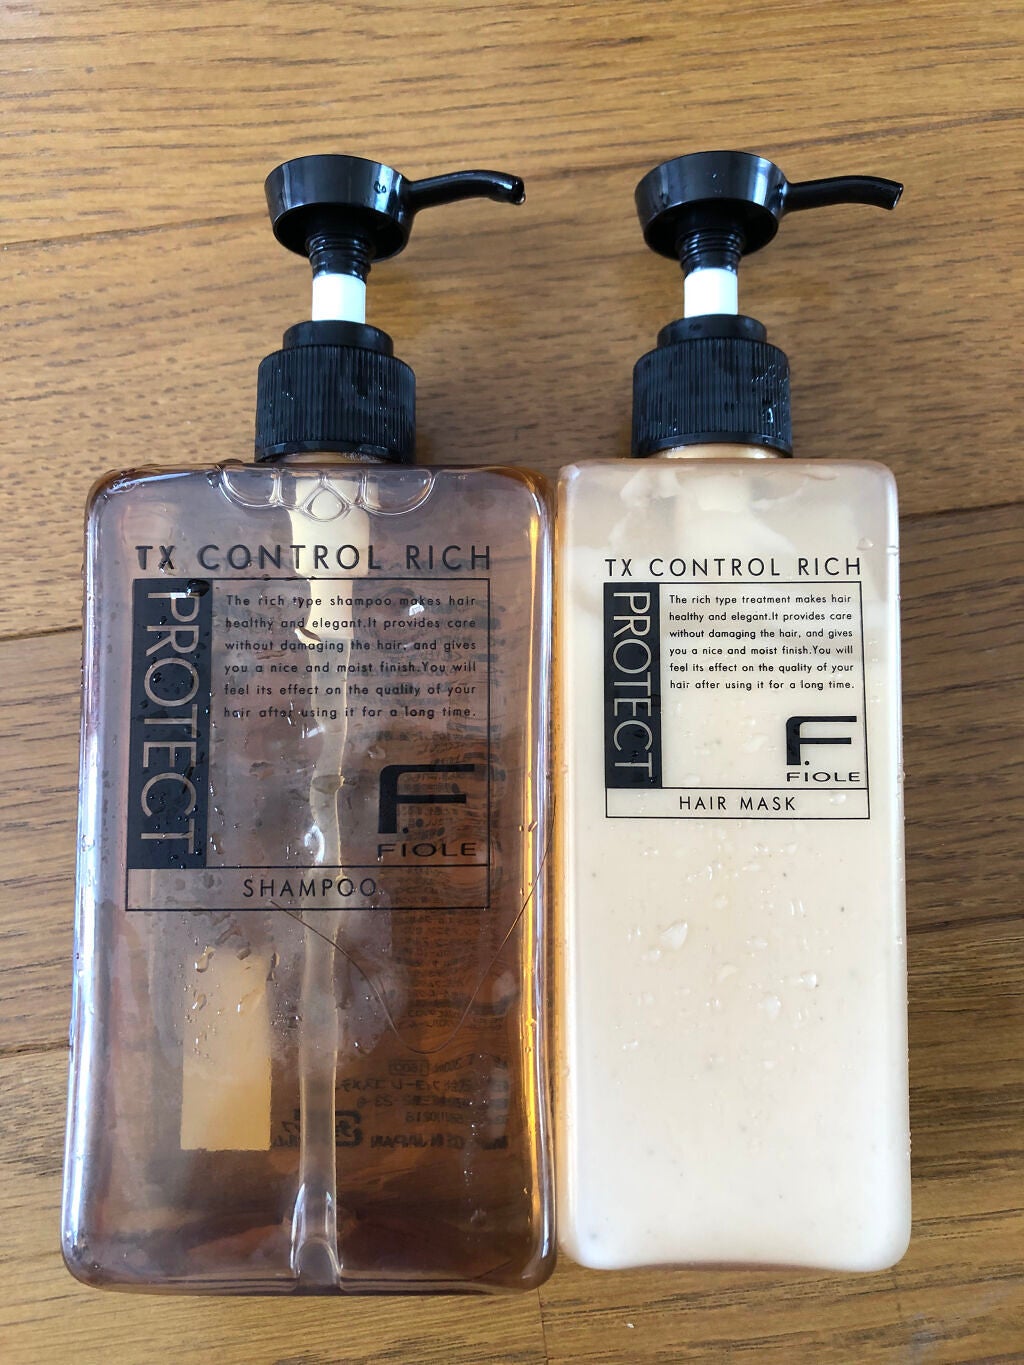 TX CONTROL RICH
PROTECT
The rich type shampoo makes hair
healthy and elegant.It provides care
without damaging the hair, and gives
you a nice and moist finish.You will
feel its effect on the quality of your
hair after using it for a long time.
F.
FIOLE
SHAMPOO
TX CONTROL RICH
PROTECT
The rich type treatment makes hair
healthy and elegant.It provides care
without damaging the hair, and gives
you a nice and moist finish.You will
feel its effect on the quality of your
hair after using it for a long time.
F.
FIOLE
HAIR MASK